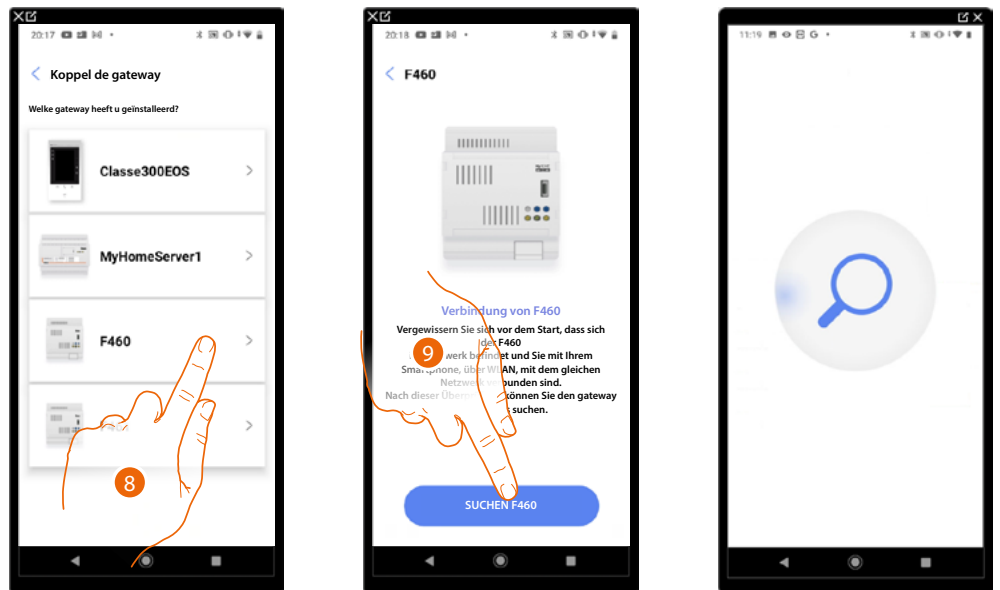 20:17
Koppel de gateway
Welke gateway heeft u geïnstalleerd?
Classe300EOS
MyHomeServer1
F460
8
20:18
F460
Verbindung von F460
Vergewissern Sie sich vor dem Start, dass sich
der F460
werk befindet und Sie mit Ihrem
Smartphone, über WLAN, mit dem gleichen
Netzwerk verbunden sind.
Nach dieser können Sie den gateway
suchen.
9
SUCHEN F460
11:19